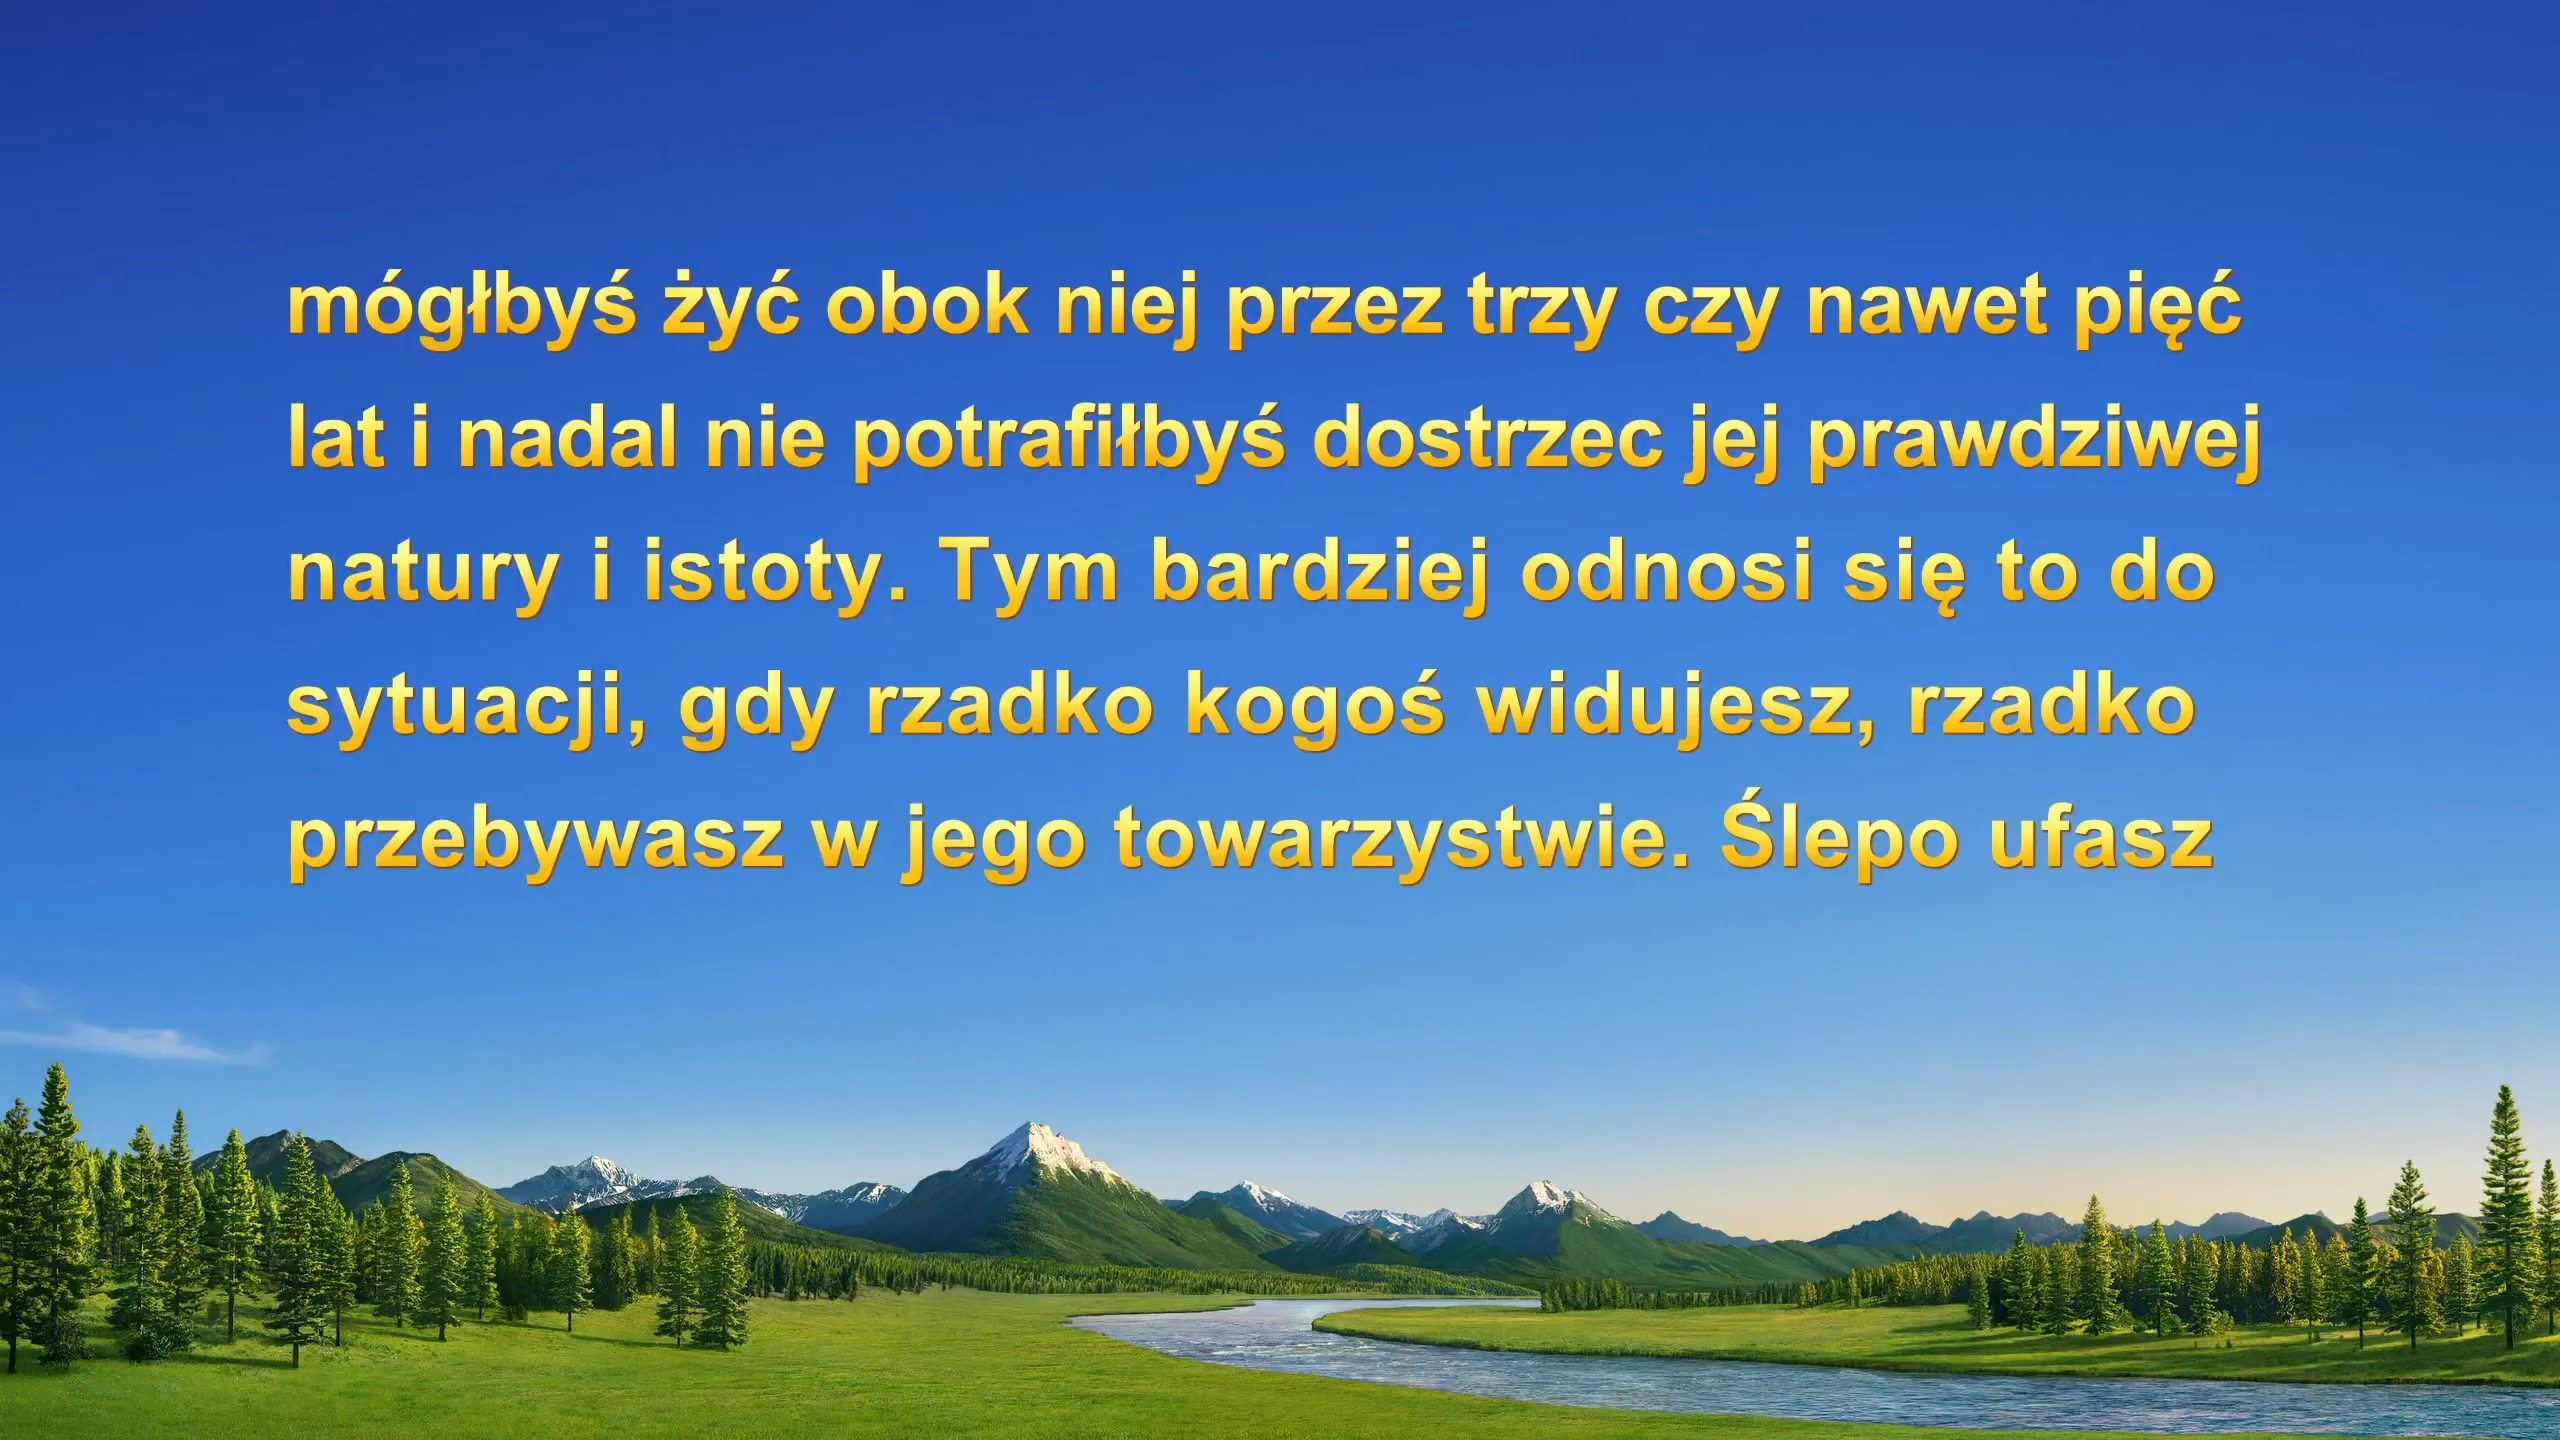 mógłbyś żyć obok niej przez trzy czy nawet pięć
lat i nadal nie potrafiłbyś dostrzec jej prawdziwej
natury i istoty. Tym bardziej odnosi się to do
sytuacji, gdy rzadko kogoś widujesz, rzadko
przebywasz w jego towarzystwie. Ślepo ufasz